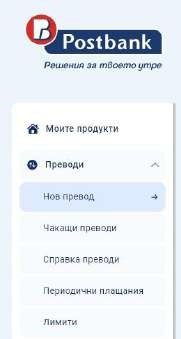 Postbank
Решения за твоето утре
Моите продукти
Преводи
Нов превод
Чакащи преводи
Справка преводи
Периодични плащания
Лимити